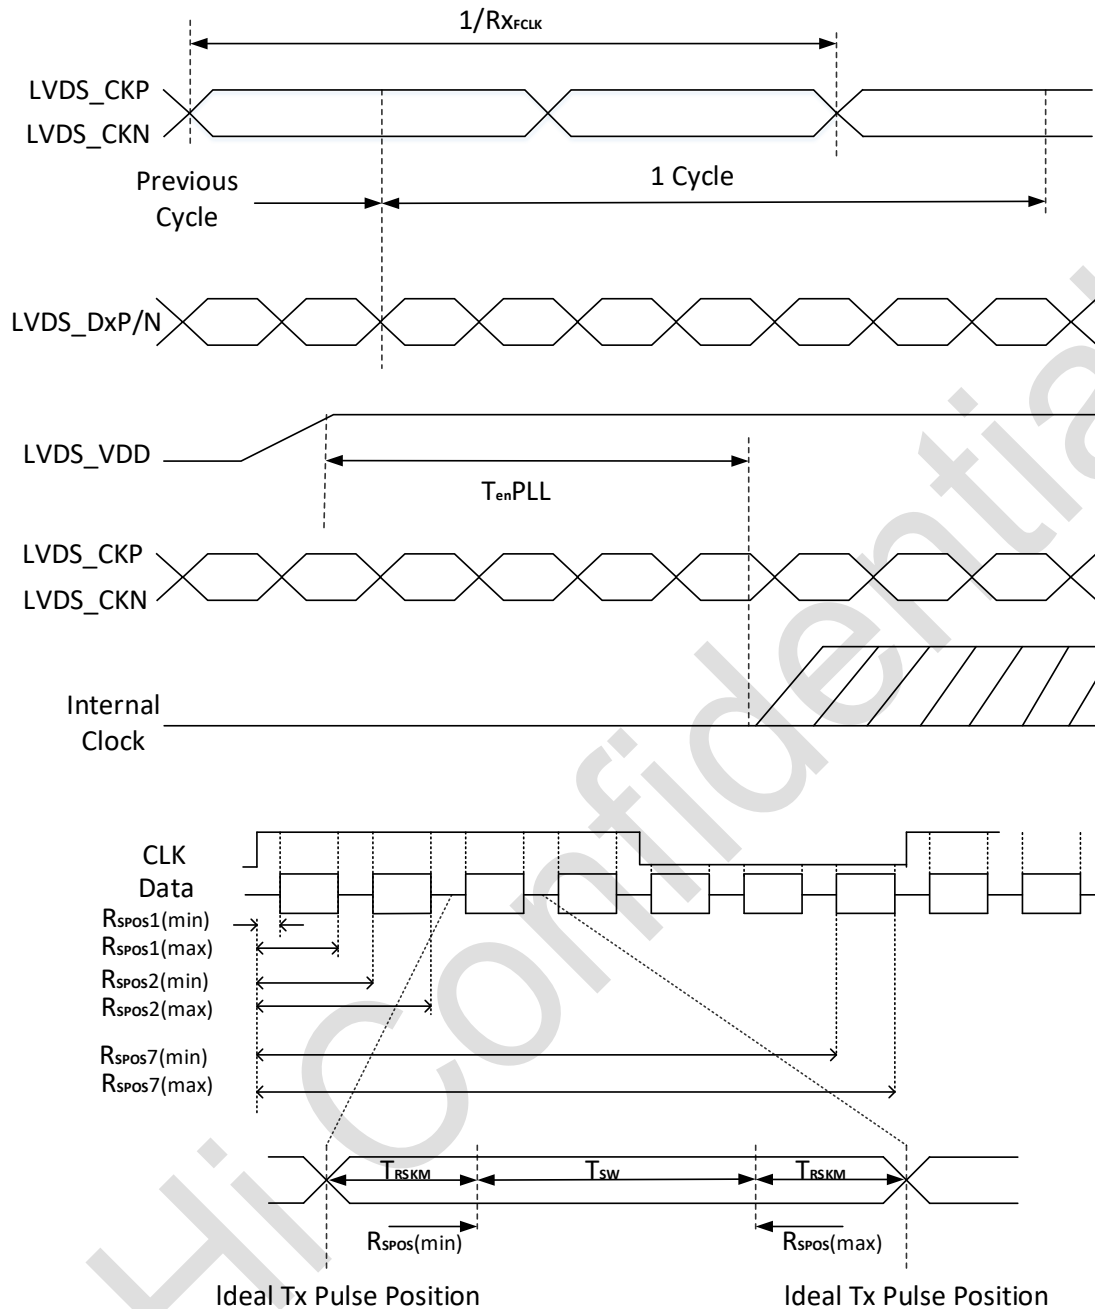 1/RxFCLK
LVDS_CKP
LVDS_CKN
Previous
Cycle
1 Cycle
LVDS_DxP/N
LVDS_VDD
TenPLL
LVDS_CKP
LVDS_CKN
Internal
Clock
CLK
Data
RSPOS1(min)
RSPOS1(max)
RSPOS2(min)
RSPOS2(max)
RSPOS7(min)
RSPOS7(max)
TRSKM
TSW
TRSKM
RSPOS(min)
RSPOS(max)
Ideal Tx Pulse Position
Ideal Tx Pulse Position
Hi Confidential